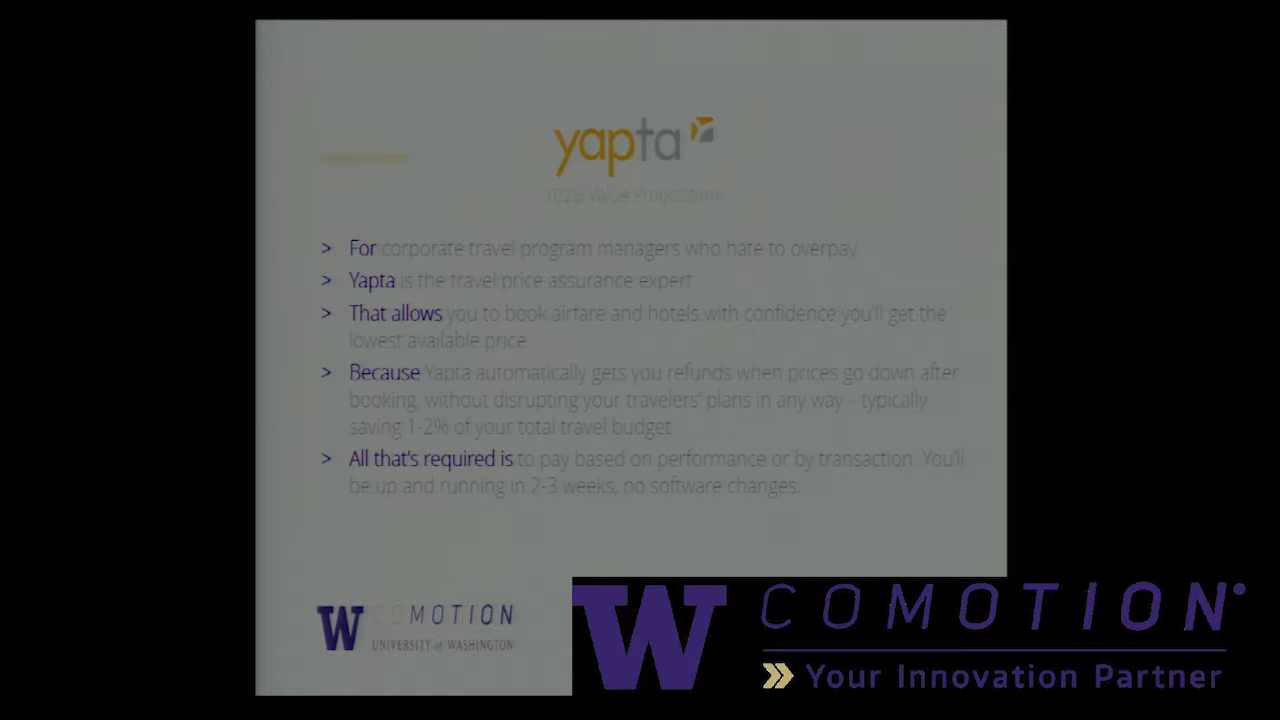 yapta
(B2B Value Proposition)
> For corporate travel program managers who hate to overpay
> Yapta is the travel price assurance expert
> That allows you to book airfare and hotels with confidence you'll get the
lowest available price
> Because Yapta automatically gets you refunds when prices go down after
booking, without disrupting your travelers' plans in any way - typically
saving 1-2% of your total travel budget
> All that's required is to pay based on performance or by transaction. You'll
be up and running in 2-3 weeks, no software changes.
W COMOTION
UNIVERSITY of WASHINGTON
W COMOTION
Your Innovation Partner